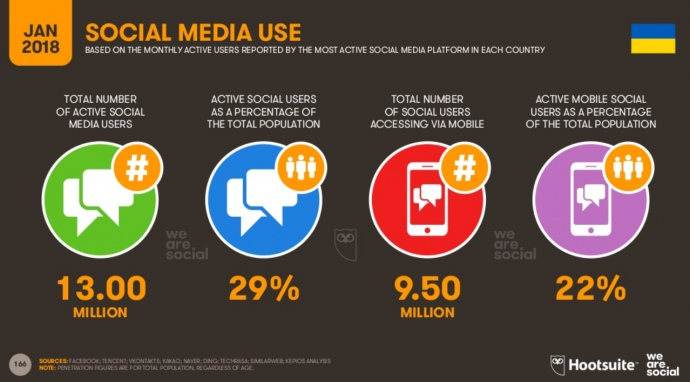 JAN
2018
SOCIAL MEDIA USE
BASED ON THE MONTHLY ACTIVE USERS REPORTED BY THE MOST ACTIVE SOCIAL MEDIA PLATFORM IN EACH COUNTRY
TOTAL NUMBER
OF ACTIVE SOCIAL
MEDIA USERS
ACTIVE SOCIAL USERS
AS A PERCENTAGE OF
THE TOTAL POPULATION
TOTAL NUMBER
OF SOCIAL USERS
ACCESSING VIA MOBILE
ACTIVE MOBILE SOCIAL
USERS AS A PERCENTAGE
OF THE TOTAL POPULATION
#
#
we
are
social
we
are
social
13.00
MILLION
29%
9.50
MILLION
22%
166
SOURCES: FACEBOOK; TENCENT; VKONTAKTE; KAKAO; NAVER; DING; TECHRASA; SIMILARWEB; KEPIOS ANALYSIS
NOTE: PENETRATION FIGURES ARE FOR TOTAL POPULATION, REGARDLESS OF AGE.
Hootsuite™
we
are
social